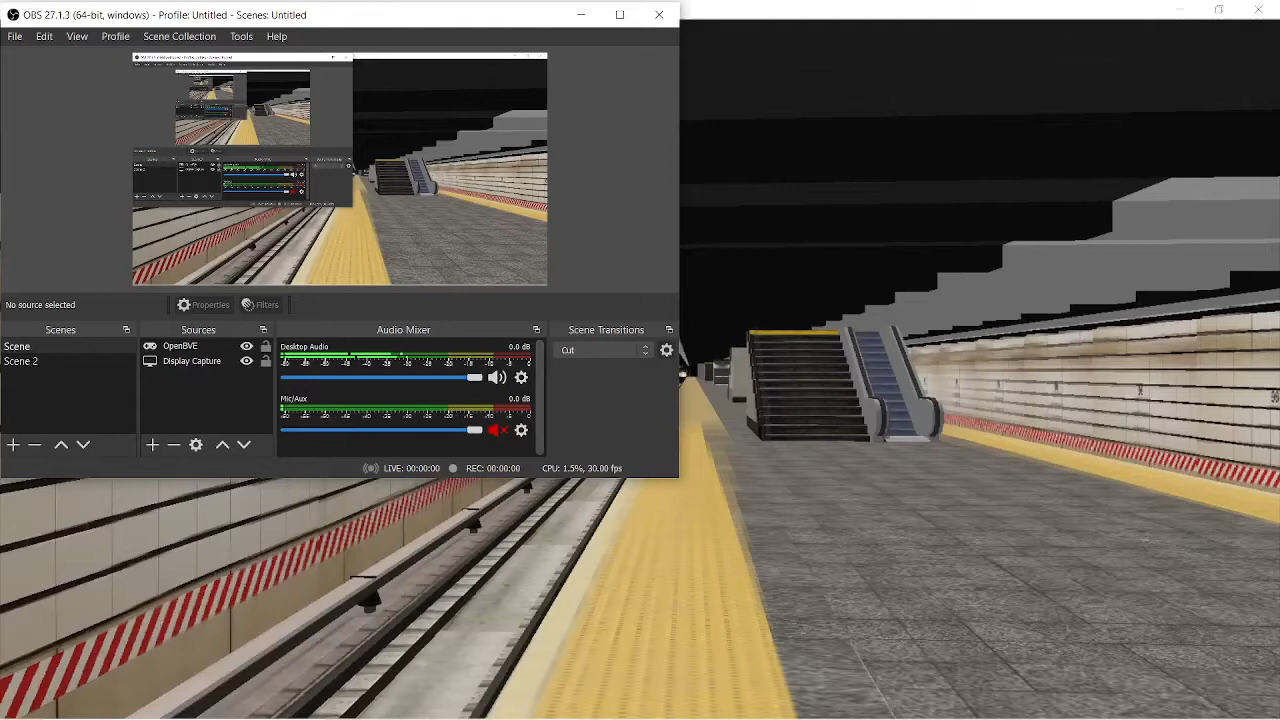 OBS 27.1.3 (64-bit, windows) - Profile: Untitled - Scenes: Untitled
File Edit View Profile Scene Collection Tools Help
No source selected Properties Filters
Scenes Sources Audio Mixer Scene Transitions
Scene
Scene 2
OpenBVE
Display Capture
Desktop Audio 0.0 dB
Mic/Aux 0.0 dB
Cut
LIVE: 00:00:00 REC: 00:00:00 CPU: 1.5%, 30.00 fps